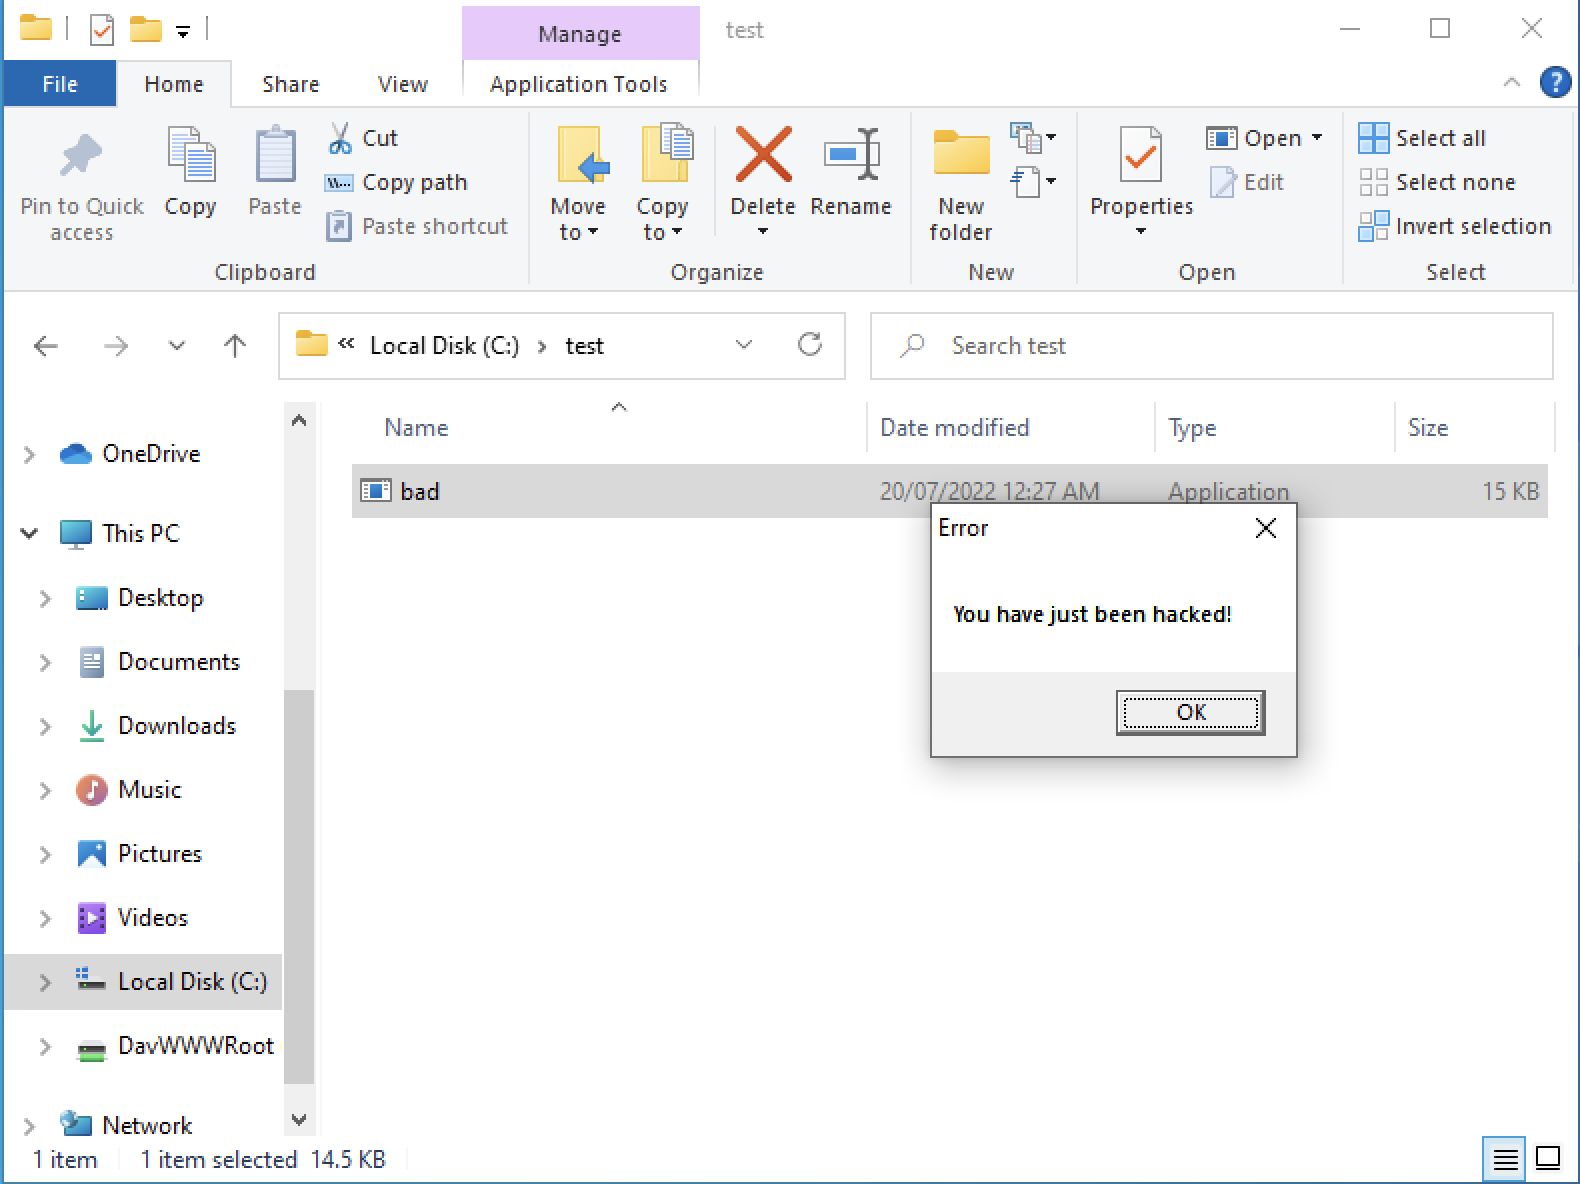 Manage
test
File
Home
Share
View
Application Tools
?
Pin to Quick access
Copy
Paste
Cut
Copy path
Paste shortcut
Clipboard
Move to
Copy to
Delete
Rename
Organize
New folder
New
Properties
Open
Edit
Open
Select all
Select none
Invert selection
Select
« Local Disk (C:) › test
Search test
Name
Date modified
Type
Size
bad
20/07/2022 12:27 AM
Application
15 KB
OneDrive
This PC
Desktop
Documents
Downloads
Music
Pictures
Videos
Local Disk (C:)
DavWWWRoot
Network
Error
You have just been hacked!
OK
1 item
1 item selected 14.5 KB